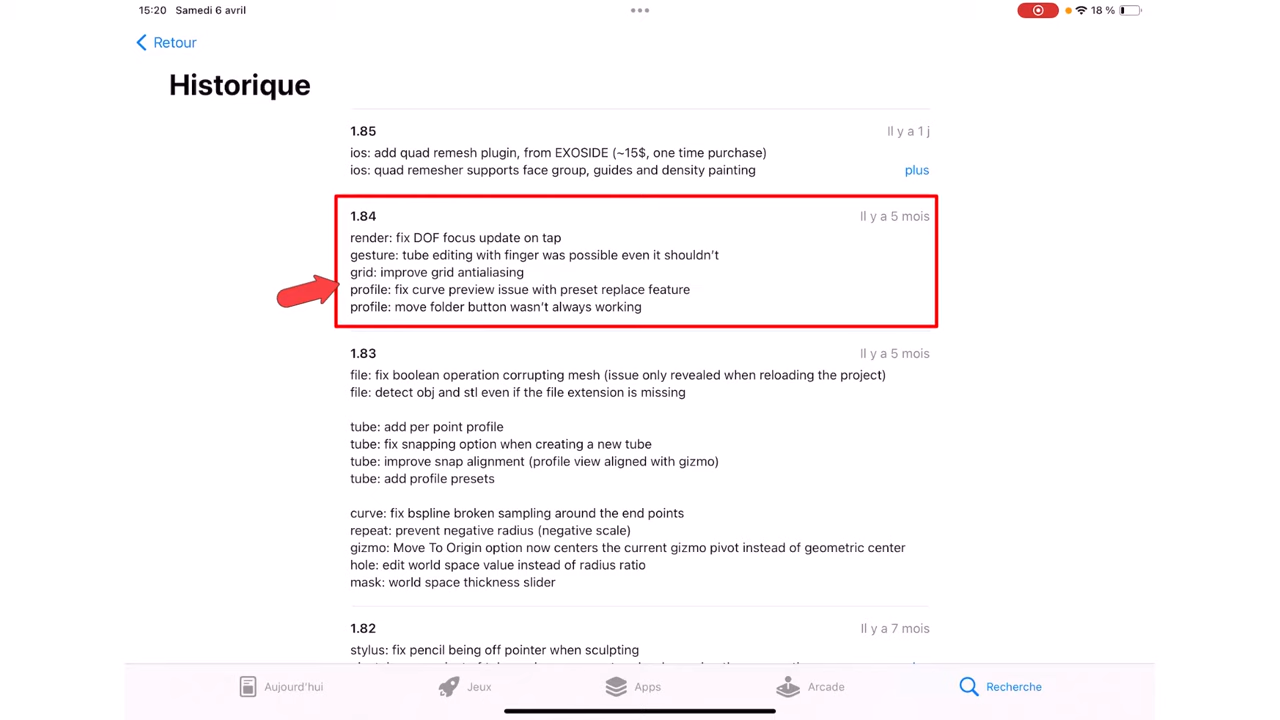 15:20 Samedi 6 avril
18 %
Retour
Historique
1.85 Il y a 1 j
ios: add quad remesh plugin, from EXOSIDE (~15$, one time purchase)
ios: quad remesher supports face group, guides and density painting plus
1.84 Il y a 5 mois
render: fix DOF focus update on tap
gesture: tube editing with finger was possible even it shouldn't
grid: improve grid antialiasing
profile: fix curve preview issue with preset replace feature
profile: move folder button wasn't always working
1.83 Il y a 5 mois
file: fix boolean operation corrupting mesh (issue only revealed when reloading the project)
file: detect obj and stl even if the file extension is missing
tube: add per point profile
tube: fix snapping option when creating a new tube
tube: improve snap alignment (profile view aligned with gizmo)
tube: add profile presets
curve: fix bspline broken sampling around the end points
repeat: prevent negative radius (negative scale)
gizmo: Move To Origin option now centers the current gizmo pivot instead of geometric center
hole: edit world space value instead of radius ratio
mask: world space thickness slider
1.82 Il y a 7 mois
stylus: fix pencil being off pointer when sculpting
Aujourd'hui Jeux Apps Arcade Recherche